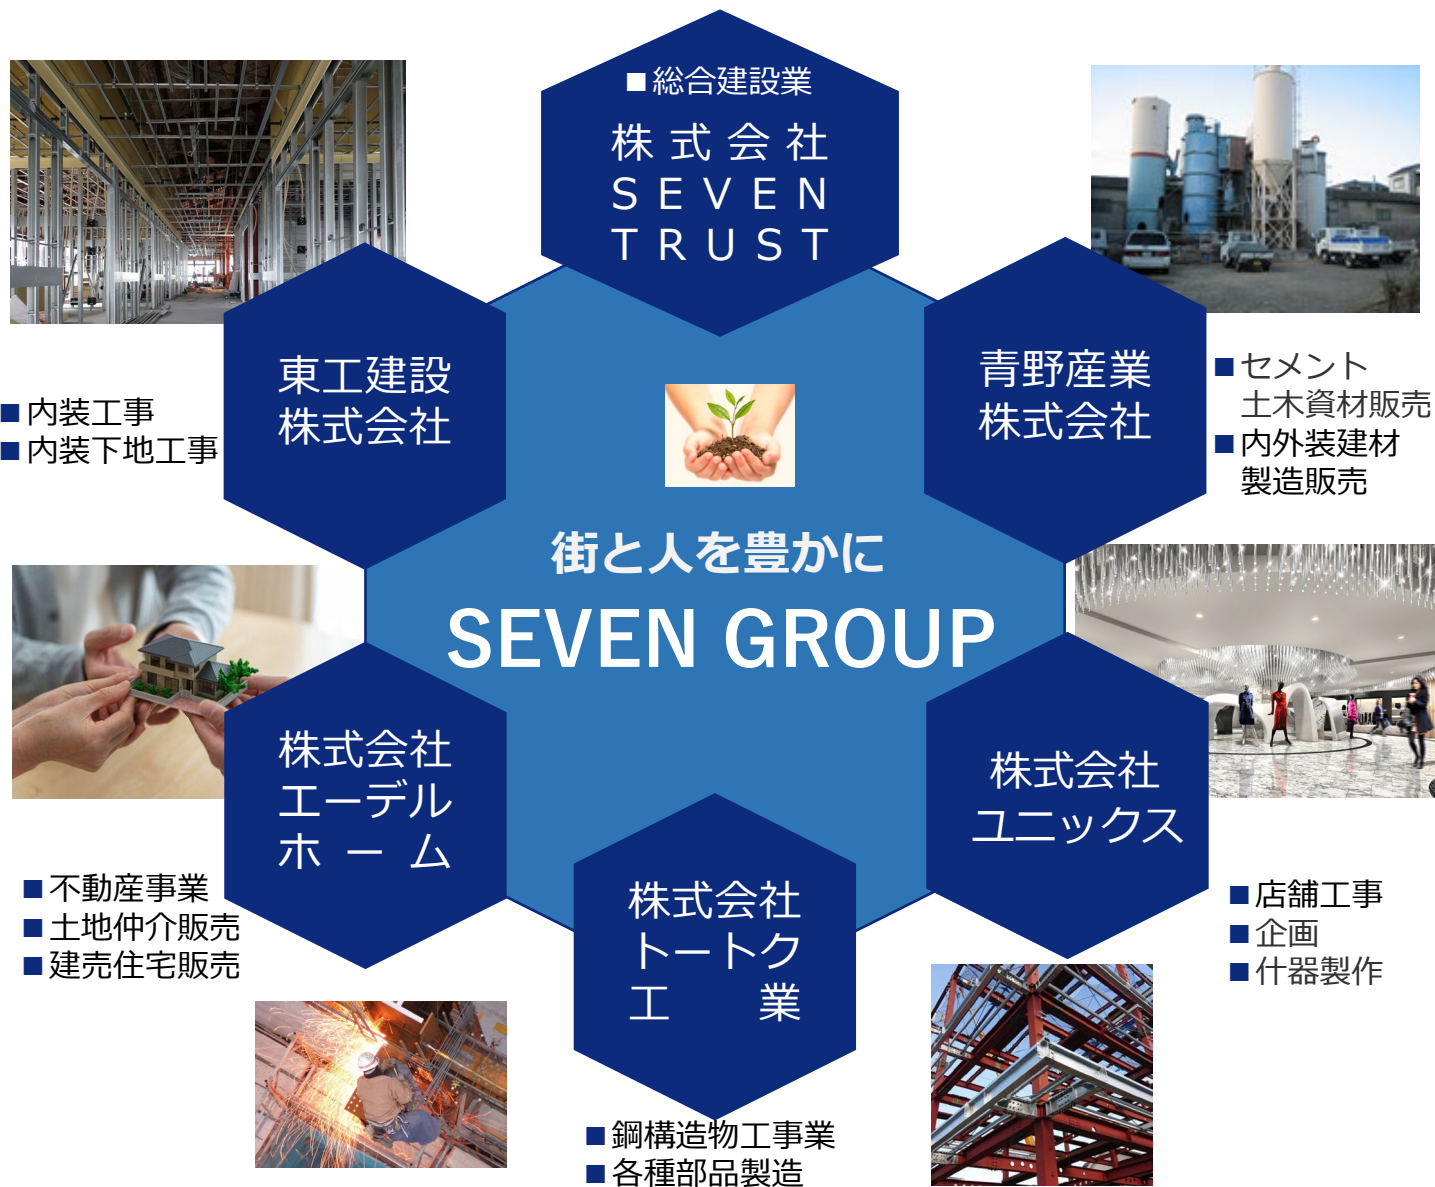 ■総合建設業
株式会社
SEVEN
TRUST
東工建設
株式会社
■内装工事
■内装下地工事
青野産業
株式会社
■セメント
土木資材販売
■内外装建材
製造販売
街と人を豊かに
SEVEN GROUP
株式会社
エーデル
ホーム
■不動産事業
■土地仲介販売
■建売住宅販売
株式会社
ユニックス
■店舗工事
■企画
■什器製作
株式会社
トートク
工業
■鋼構造物工事業
■各種部品製造